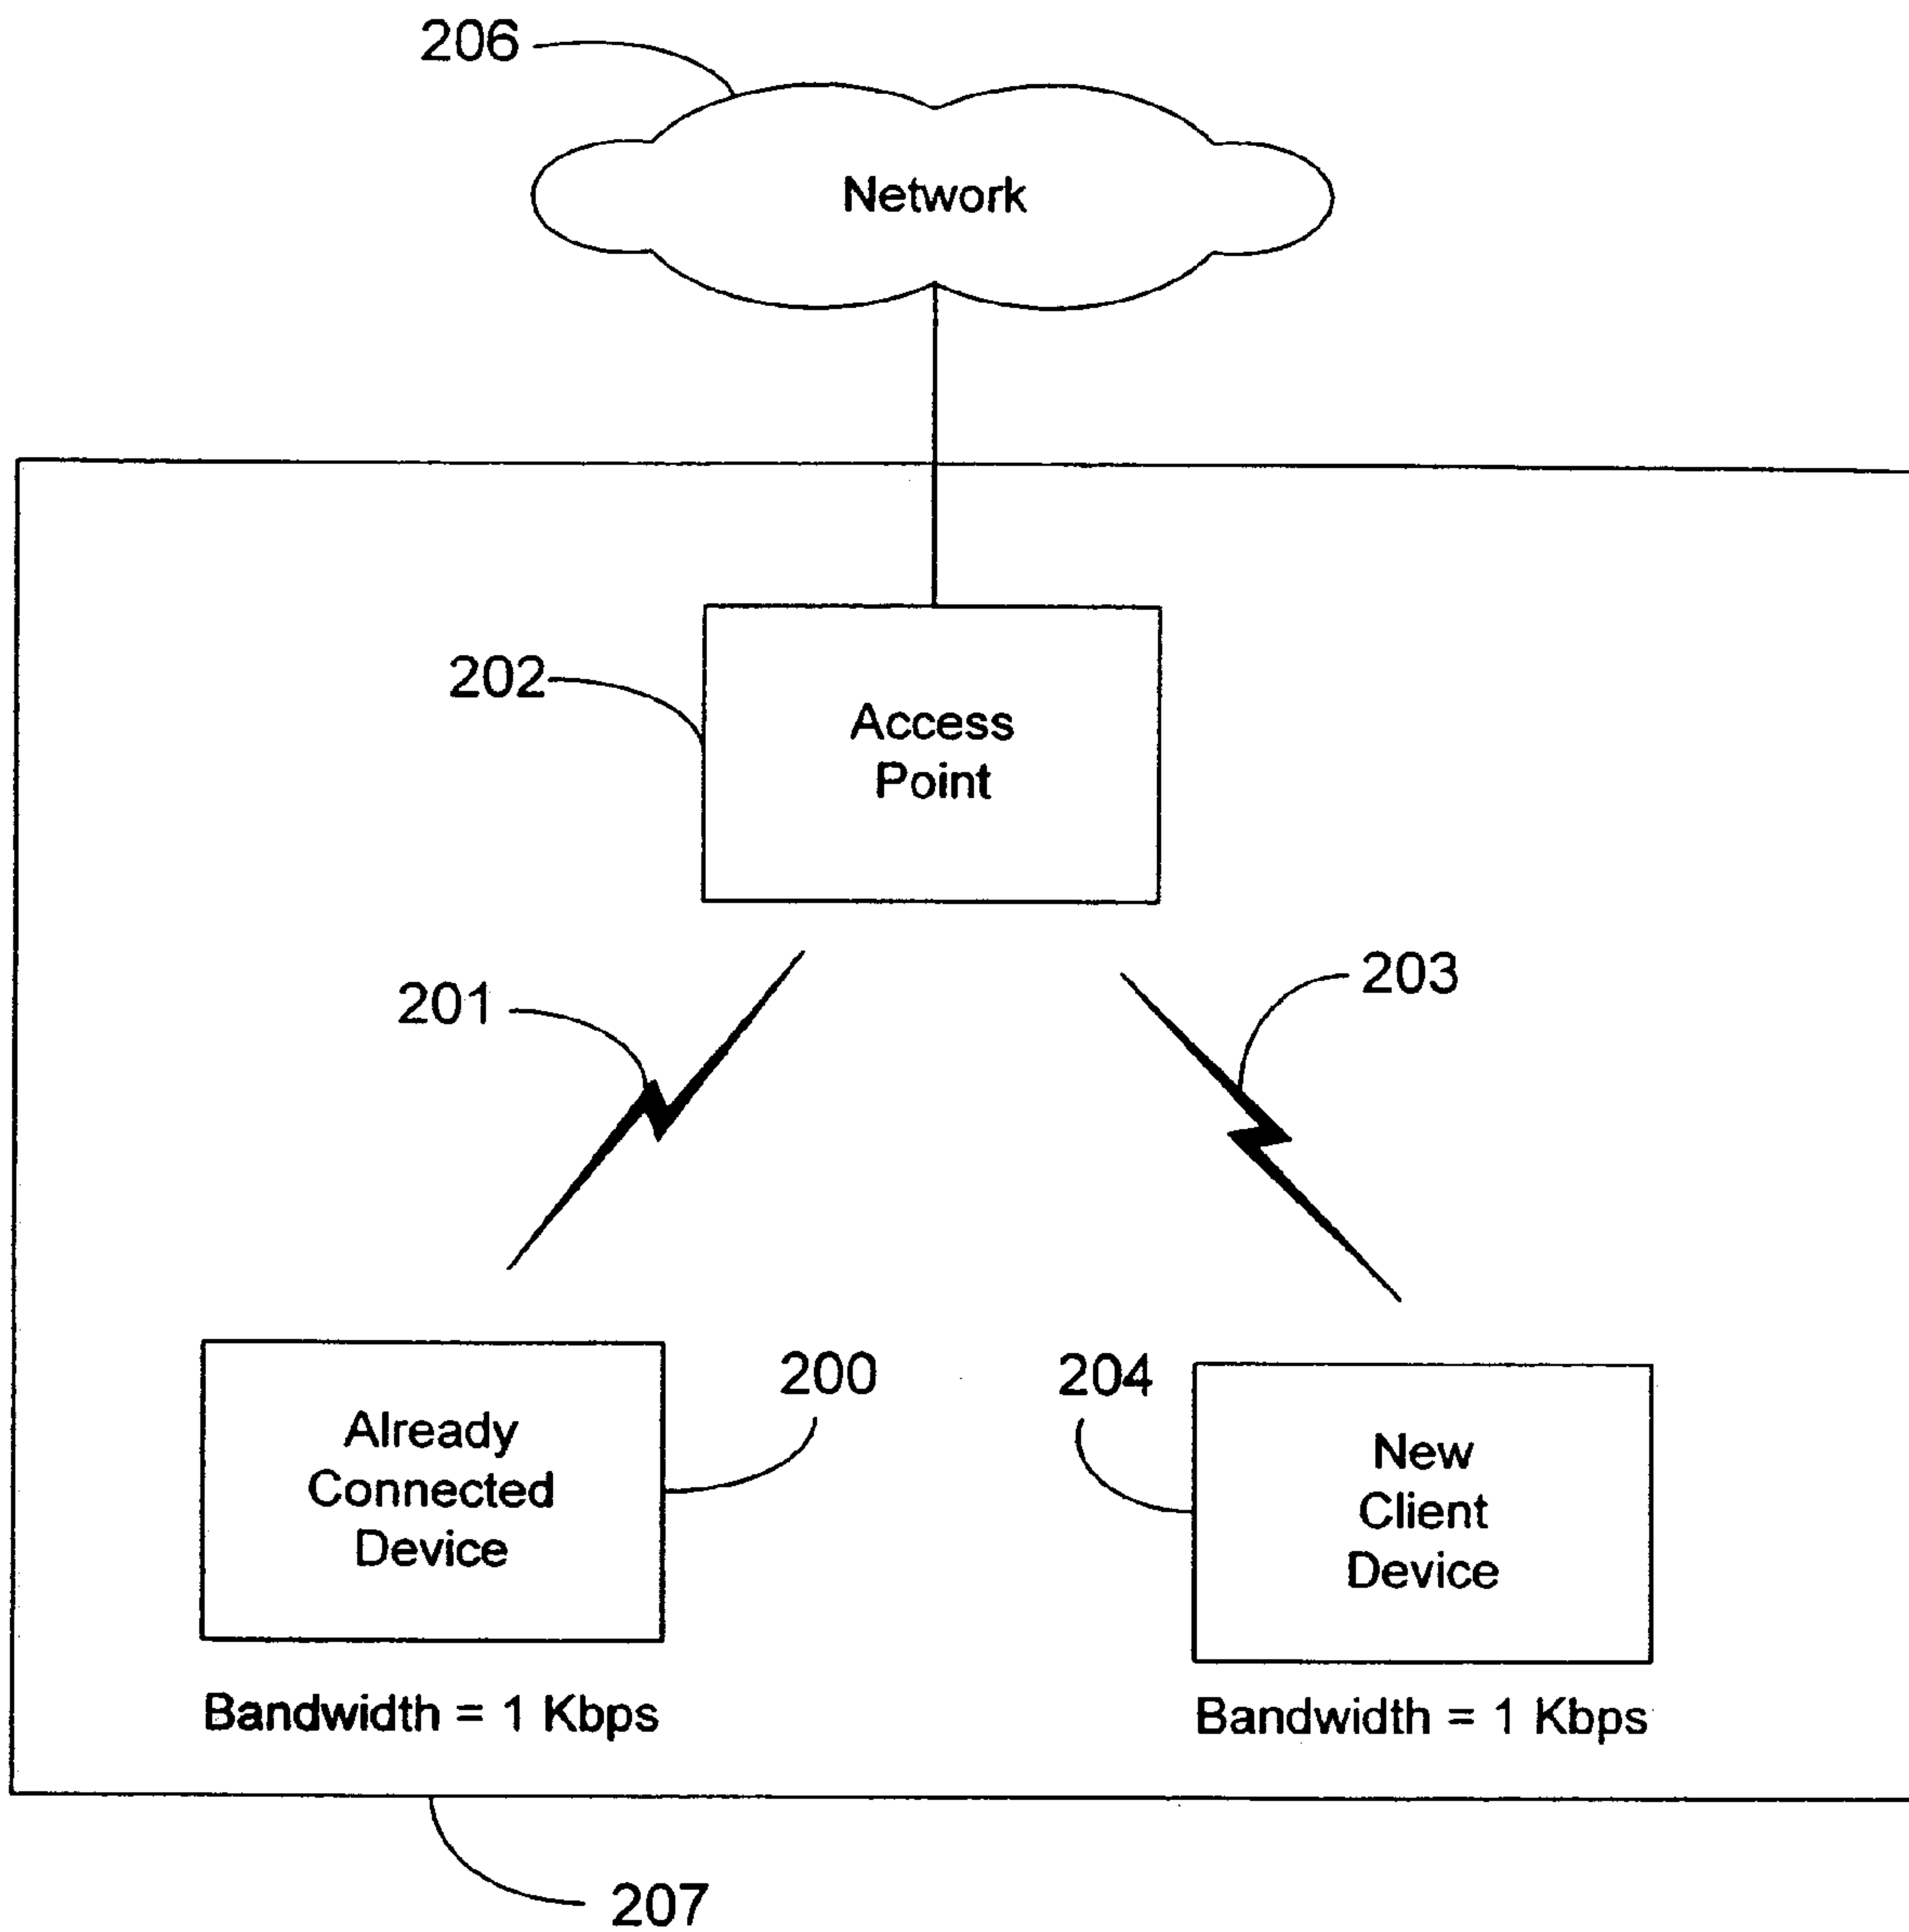 206
Network
202
Access
Point
201
203
200
204
Already
Connected
Device
New
Client
Device
Bandwidth = 1 Kbps
Bandwidth = 1 Kbps
207